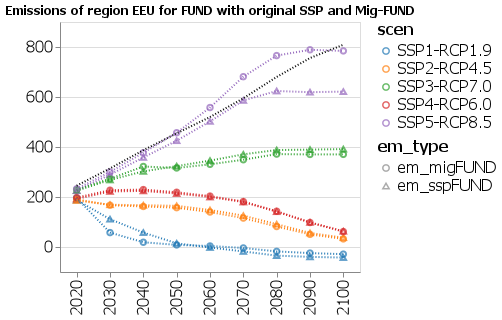 Emissions of region EEU for FUND with original SSP and Mig-FUND
800
600
400
200
0
2020
2030
2040
2050
2060
2070
2080
2090
2100
scen
SSP1-RCP1.9
SSP2-RCP4.5
SSP3-RCP7.0
SSP4-RCP6.0
SSP5-RCP8.5
em_type
em_migFUND
em_sspFUND